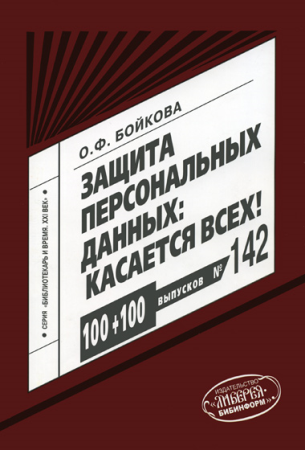 О.Ф. БОЙКОВА
ЗАЩИТА
ПЕРСОНАЛЬНЫХ
ДАННЫХ:
КАСАЕТСЯ ВСЕХ!
100+100
ВЫПУСКОВ № 142
● СЕРИЯ «БИБЛИОТЕКАРЬ И ВРЕМЯ. XXI ВЕК» ●
ИЗДАТЕЛЬСТВО
«ЛИБЕРЕЯ-
БИБИНФОРМ»